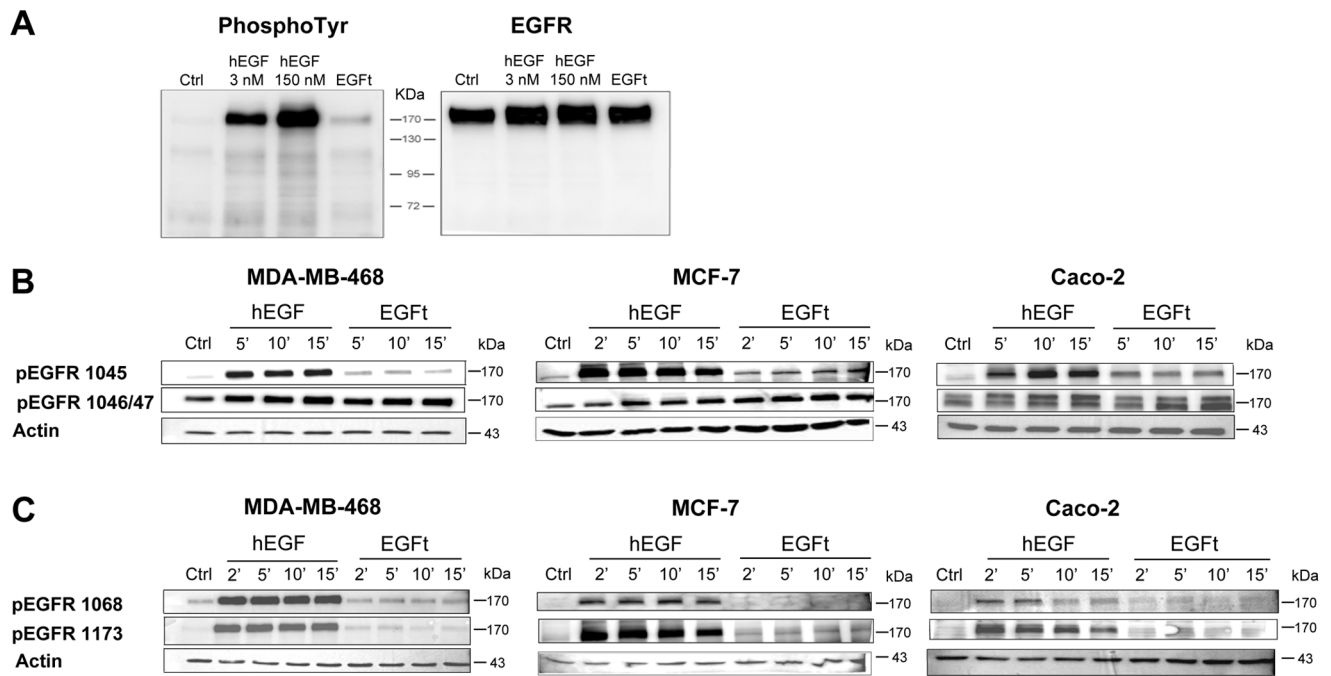 A
PhosphoTyr
EGFR
Ctrl
hEGF
3 nM
hEGF
150 nM
EGFt
KDa
Ctrl
hEGF
3 nM
hEGF
150 nM
EGFt
170
130
95
72
B
MDA-MB-468
MCF-7
Caco-2
hEGF EGFt
hEGF EGFt
hEGF EGFt
Ctrl 5’ 10’ 15’ 5’ 10’ 15’ kDa
Ctrl 2’ 5’ 10’ 15’ 2’ 5’ 10’ 15’ kDa
Ctrl 5’ 10’ 15’ 5’ 10’ 15’ kDa
pEGFR 1045 170 170 170
pEGFR 1046/47 170 170 170
Actin 43 43 43
C
MDA-MB-468
MCF-7
Caco-2
hEGF EGFt
hEGF EGFt
hEGF EGFt
Ctrl 2’ 5’ 10’ 15’ 2’ 5’ 10’ 15’ kDa
Ctrl 2’ 5’ 10’ 15’ 2’ 5’ 10’ 15’ kDa
Ctrl 2’ 5’ 10’ 15’ 2’ 5’ 10’ 15’ kDa
pEGFR 1068 170 170 170
pEGFR 1173 170 170 170
Actin 43 43 43